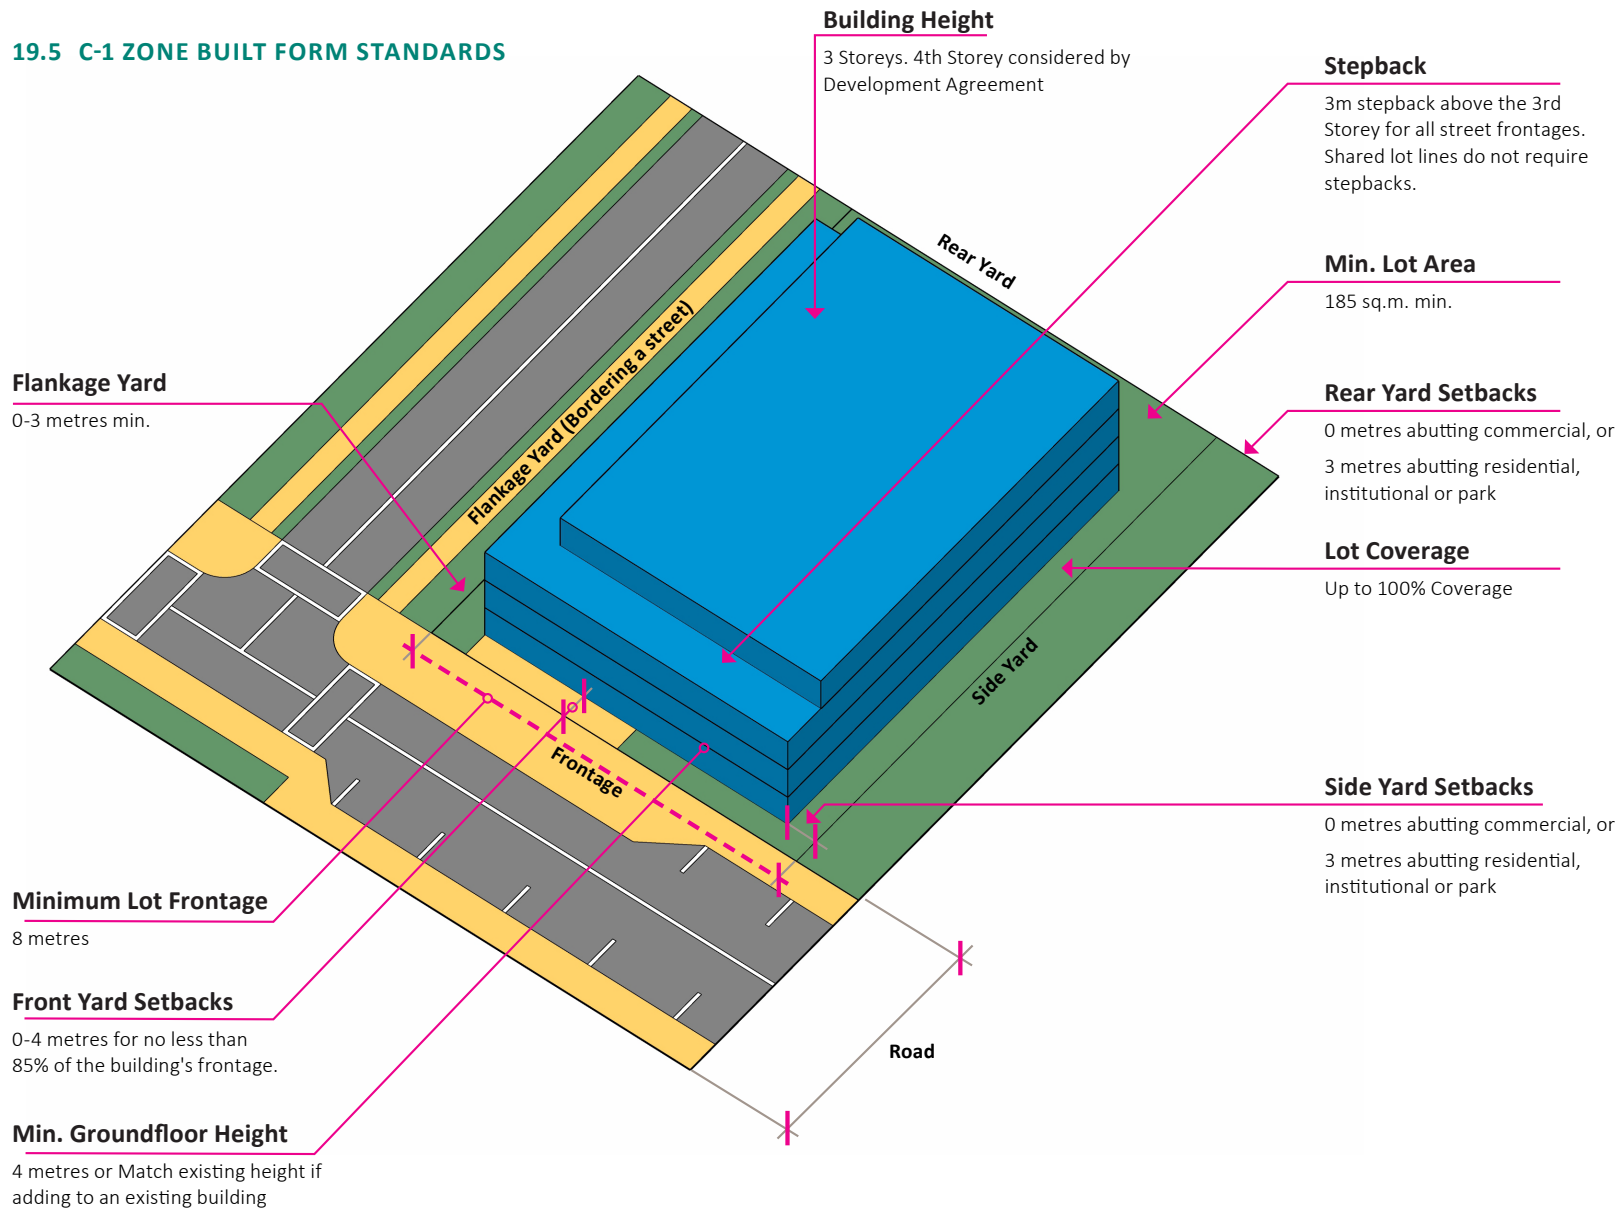 19.5 C-1 ZONE BUILT FORM STANDARDS
Building Height
3 Storeys. 4th Storey considered by
Development Agreement
Stepback
3m stepback above the 3rd
Storey for all street frontages.
Shared lot lines do not require
stepbacks.
Rear Yard
Min. Lot Area
185 sq.m. min.
Flankage Yard
0-3 metres min.
Flankage Yard (Bordering a street)
Rear Yard Setbacks
0 metres abutting commercial, or
3 metres abutting residential,
institutional or park
Lot Coverage
Up to 100% Coverage
Side Yard
Frontage
Side Yard Setbacks
0 metres abutting commercial, or
3 metres abutting residential,
institutional or park
Minimum Lot Frontage
8 metres
Front Yard Setbacks
0-4 metres for no less than
85% of the building's frontage.
Road
Min. Groundfloor Height
4 metres or Match existing height if
adding to an existing building